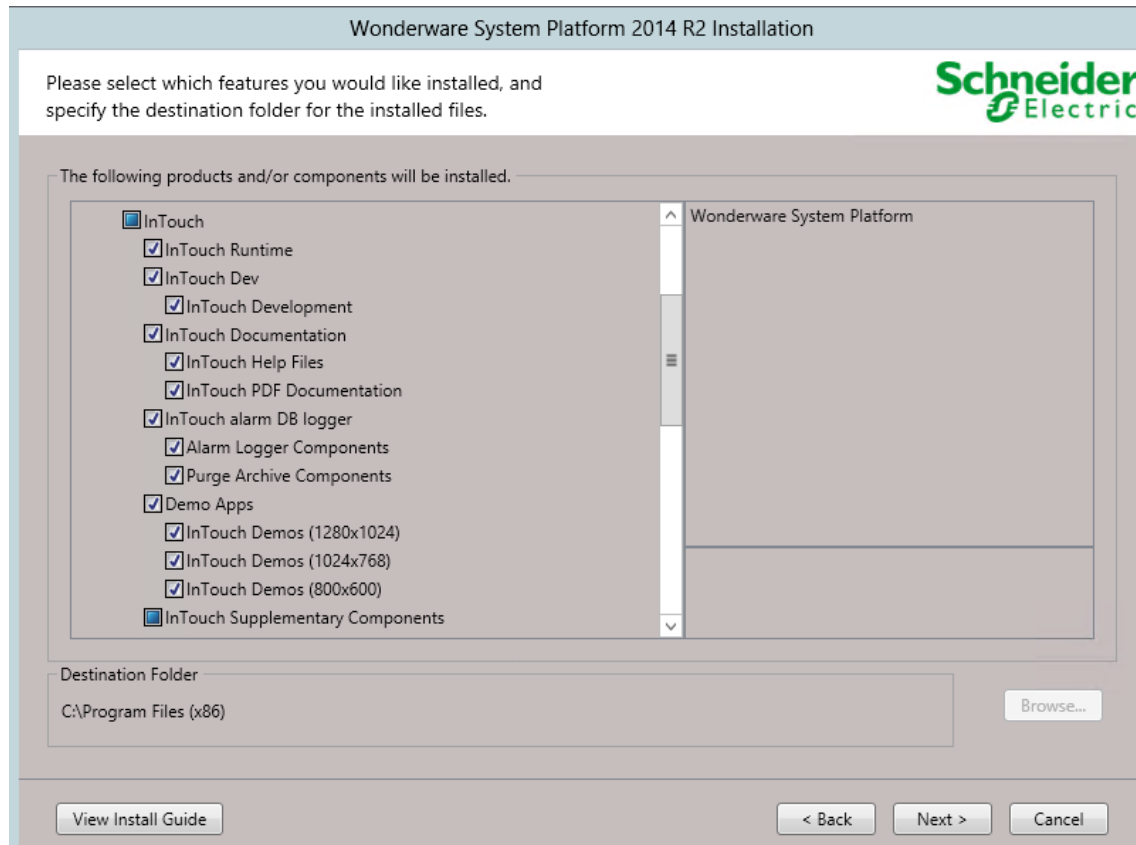 Wonderware System Platform 2014 R2 Installation
Please select which features you would like installed, and
specify the destination folder for the installed files.
Schneider
Electric
The following products and/or components will be installed.
InTouch
InTouch Runtime
InTouch Dev
InTouch Development
InTouch Documentation
InTouch Help Files
InTouch PDF Documentation
InTouch alarm DB logger
Alarm Logger Components
Purge Archive Components
Demo Apps
InTouch Demos (1280x1024)
InTouch Demos (1024x768)
InTouch Demos (800x600)
InTouch Supplementary Components
Wonderware System Platform
Destination Folder
C:\Program Files (x86)
Browse...
View Install Guide
< Back
Next >
Cancel